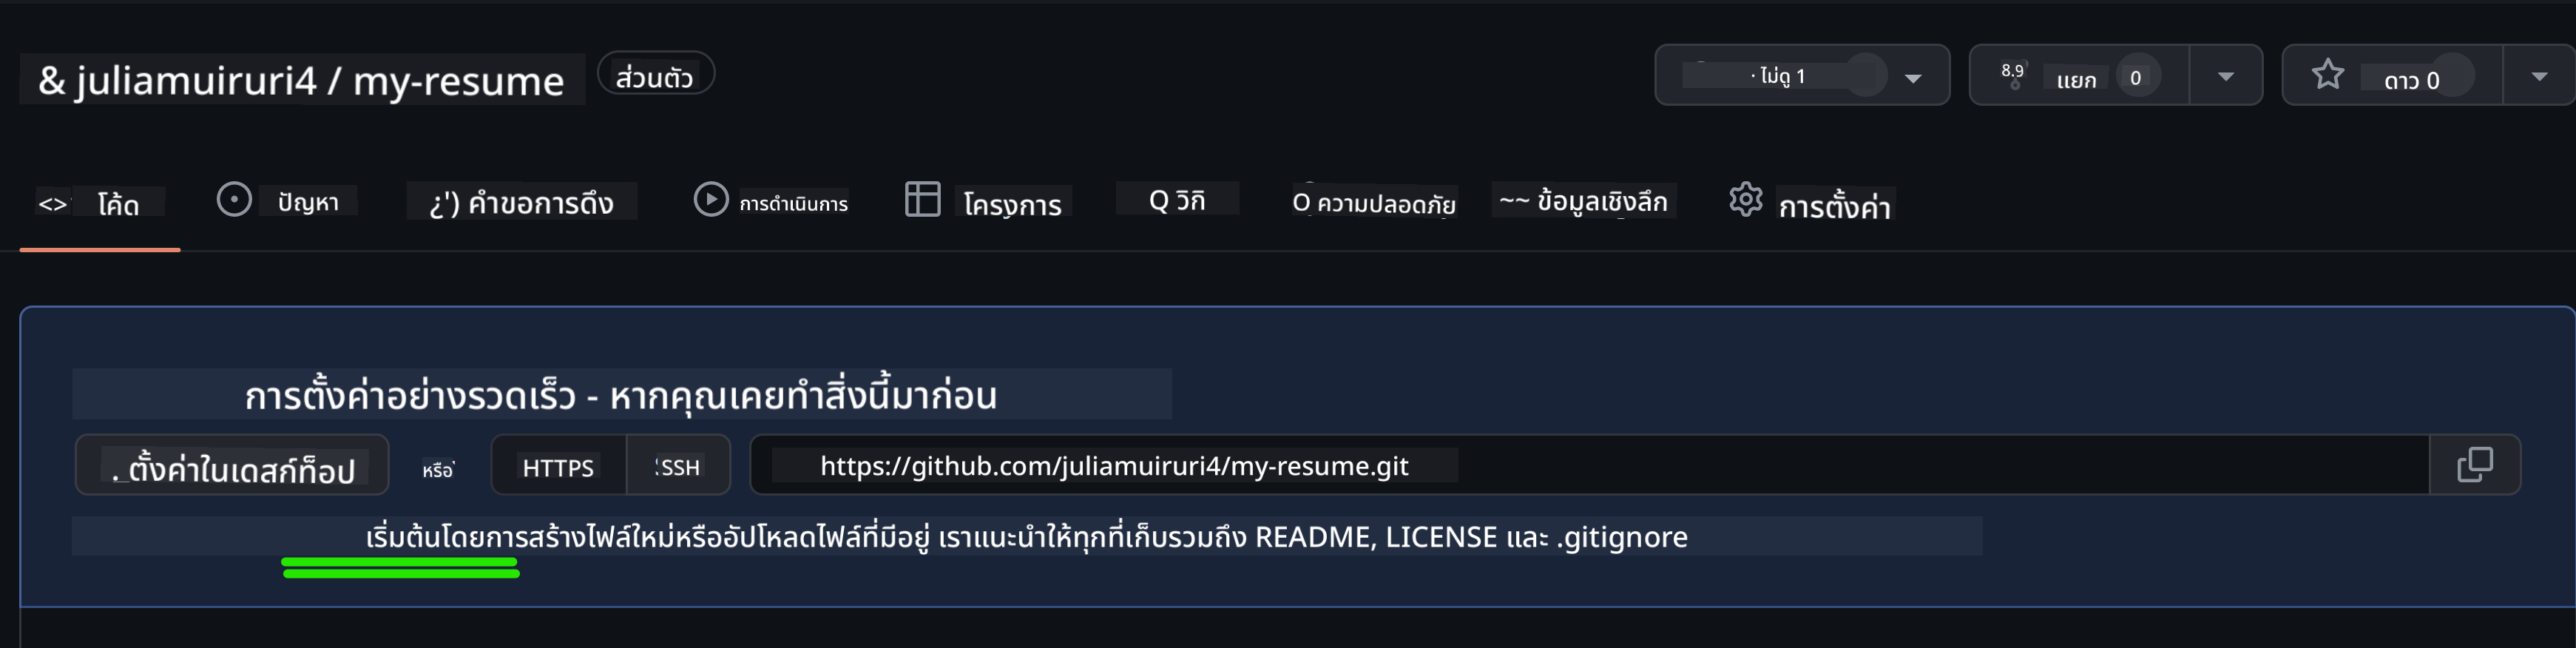 & juliamuiruri4 / my-resume ส่วนตัว · ไม่ดู 1 8.9 แยก 0 ดาว 0
<> โค้ด ปัญหา ¿') คำขอการดึง การดำเนินการ โครงการ Q วิกิ O ความปลอดภัย ~~ ข้อมูลเชิงลึก การตั้งค่า
การตั้งค่าอย่างรวดเร็ว - หากคุณเคยทำสิ่งนี้มาก่อน
._ตั้งค่าในเดสก์ท็อป หรือ HTTPS SSH https://github.com/juliamuiruri4/my-resume.git
เริ่มต้นโดยการสร้างไฟล์ใหม่หรืออัปโหลดไฟล์ที่มีอยู่ เราแนะนำให้ทุกที่เก็บรวมถึง README, LICENSE และ .gitignore